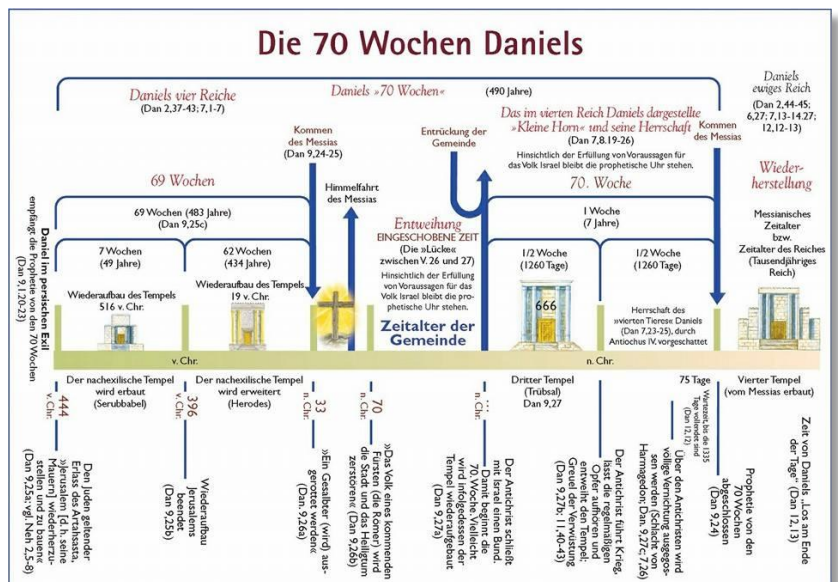 Die 70 Wochen Daniels
Daniels vier Reiche
(Dan 2,37-43; 7,1-7)
Daniels »70 Wochen«
(490 Jahre)
Daniels
ewiges Reich
(Dan 2,44-45;
6,27; 7,13-14.27;
12,12-13)
Kommen
des Messias
(Dan 9,24-25)
Entrückung der
Gemeinde
Das im vierten Reich Daniels dargestellte
»Kleine Horn« und seine Herrschaft
(Dan 7,8.19-26)
Hinsichtlich der Erfüllung von Voraussagen für
das Volk Israel bleibt die prophetische Uhr stehen.
Kommen
des Messias
69 Wochen
69 Wochen (483 Jahre)
(Dan 9,25c)
7 Wochen
(49 Jahre)
62 Wochen
(434 Jahre)
Himmelfahrt
des Messias
Entweihung
EINGESCHOBENE ZEIT
(Die »Lücke«
zwischen V. 26 und 27)
Hinsichtlich der Erfüllung
von Voraussagen für das
Volk Israel bleibt die pro-
phetische Uhr stehen.
Zeitalter der
Gemeinde
70. Woche
1 Woche
(7 Jahre)
1/2 Woche
(1260 Tage)
1/2 Woche
(1260 Tage)
Wieder-
herstellung
Messianisches
Zeitalter
bzw.
Zeitalter des Reiches
(Tausendjähriges
Reich)
Daniel im persischen Exil
empfängt die Prophetie von den 70 Wochen
(Dan 9,1.20-23)
Wiederaufbau des Tempels
516 v. Chr.
Wiederaufbau des Tempels
19 v. Chr.
666
Herrschaft des
»vierten Tieres« Daniels
(Dan 7,23-25), durch
Antiochus IV. vorgeschattet
v. Chr.
n. Chr.
Der nachexilische Tempel
wird erbaut
(Serubbabel)
Der nachexilische Tempel
wird erweitert
(Herodes)
Dritter Tempel
(Trübsal)
Dan 9,27
75 Tage
Wartezeit, bis die 1335
Tage vollendet sind
(Dan 12,12)
Vierter Tempel
(vom Messias erbaut)
444
v. Chr.
396
v. Chr.
33
n. Chr.
70
n. Chr.
...
n. Chr.
Den Juden geltender
Erlass des Artahsasta,
»Jerusalem [d. h. seine
Mauern] wiederherzu-
stellen und zu bauen«
(Dan 9,25a; vgl. Neh 2,5-8)
Wiederaufbau
Jerusalems
beendet
(Dan 9,25b)
»Ein Gesalbter (wird) aus-
gerottet werden«
(Dan 9,26a)
»Das Volk eines kommenden
Fürsten (die Römer) wird
die Stadt und das Heiligtum
zerstören« (Dan 9,26b)
Der Antichrist schließt
mit Israel einen Bund.
Damit beginnt die
70. Woche. Vielleicht
wird infolgedessen der
Tempel wiederaufgebaut
(Dan 9,27a)
Der Antichrist führt Krieg,
lässt die regelmäßigen
Opfer aufhören und
entweiht den Tempel;
Greuel der Verwüstung
(Dan 9,27b; 11,40-43)
Über den Antichristen wird
völlige Vernichtung ausgegos-
sen werden (Schlacht von
Harmagedon; Dan 9,27c; 7,26)
Prophetie von den
70 Wochen
abgeschlossen
(Dan 9,24)
Zeit von Daniels „Los am Ende
der Tage“ (Dan 12,13)